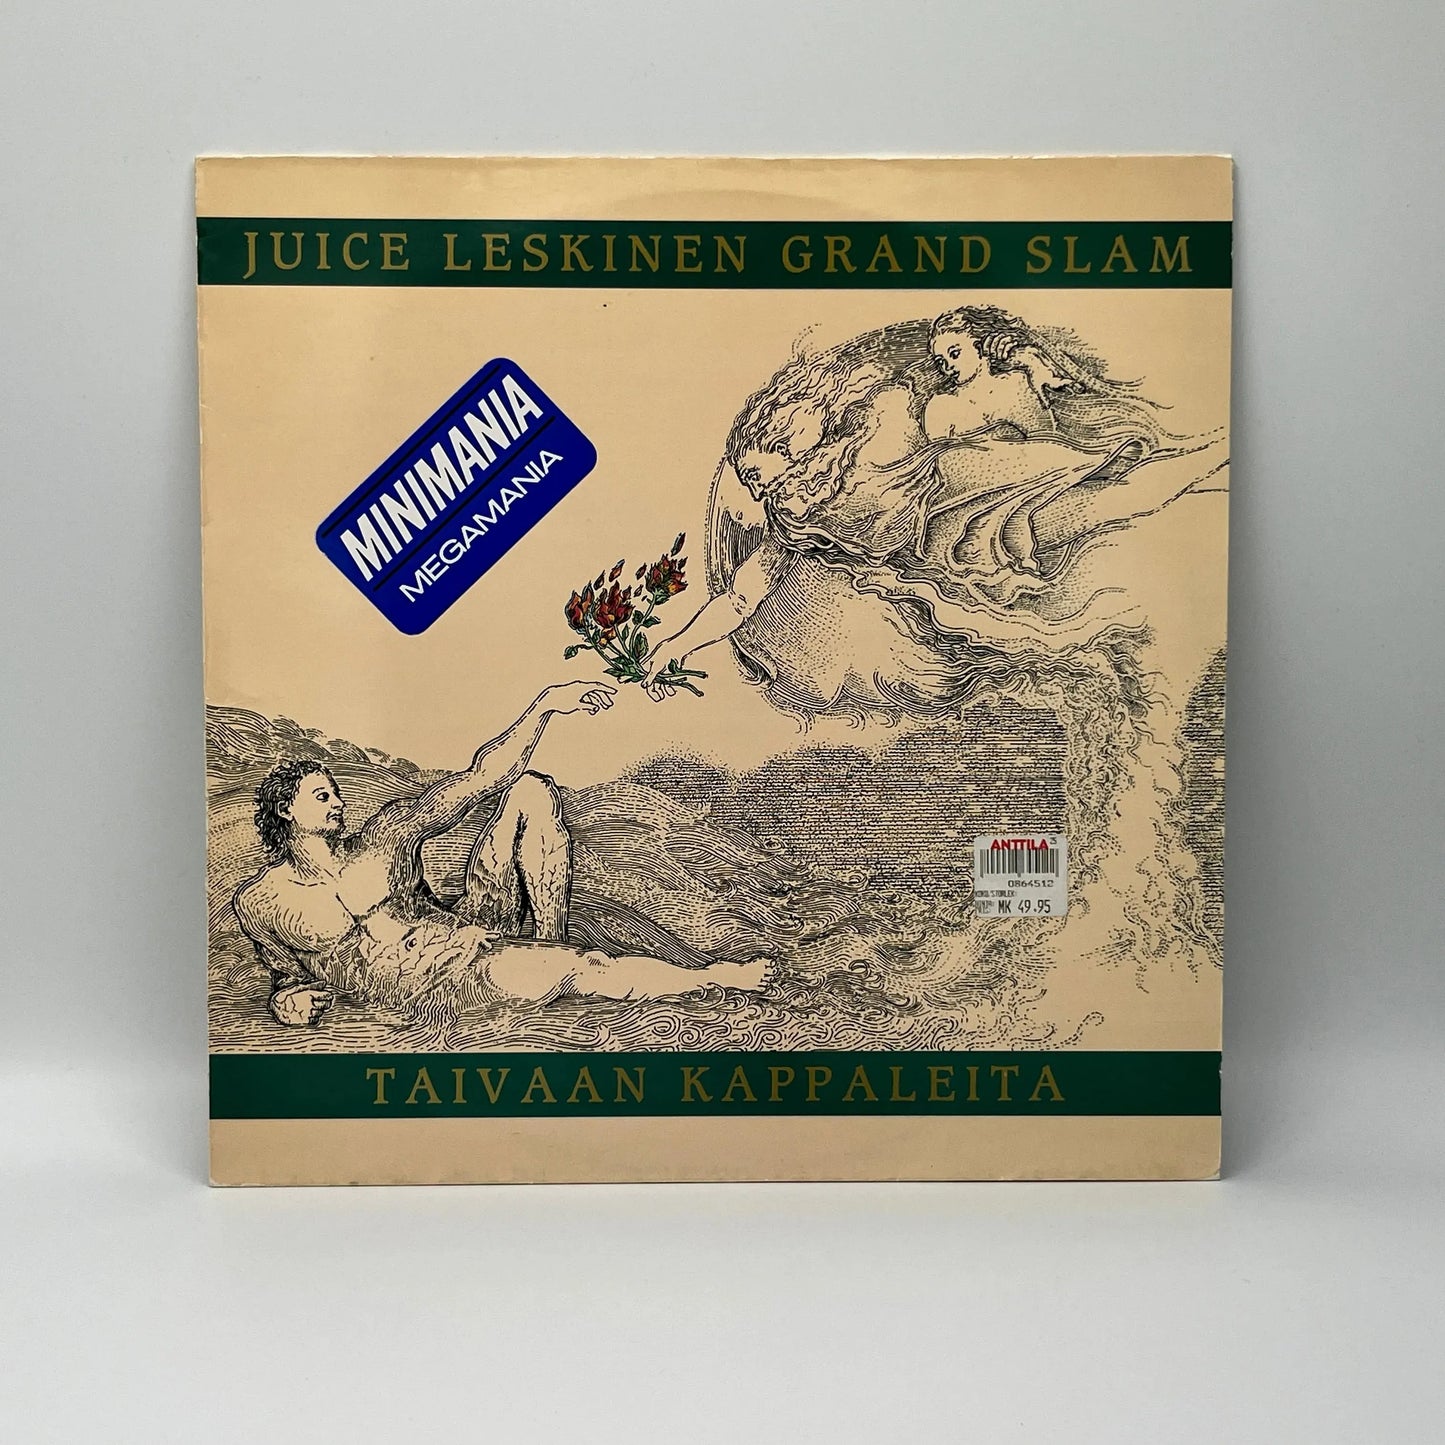 JUICE LESKINEN GRAND SLAM
MINIMANIA
MEGAMANIA
ANTTILA
0864512
MK 49.95
TAIVAAN KAPPALEITA